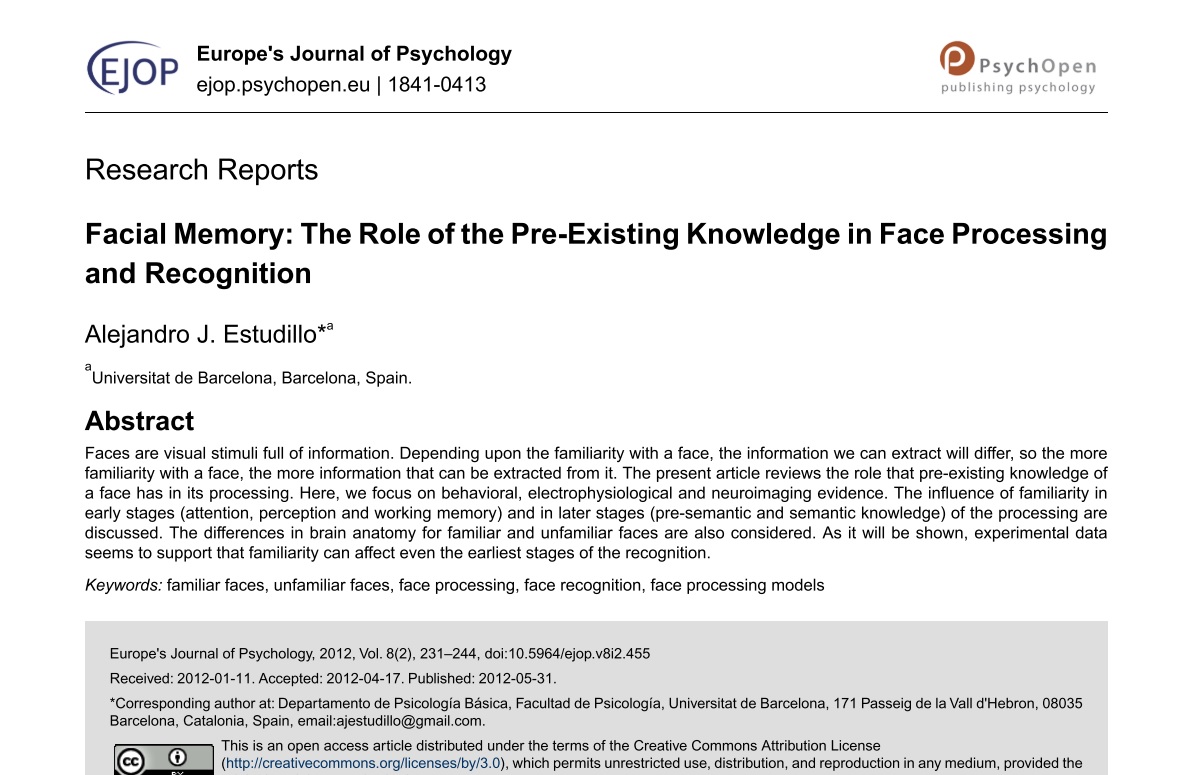 EJOP
Europe's Journal of Psychology
ejop.psychopen.eu | 1841-0413
PsychOpen
publishing psychology
Research Reports
Facial Memory: The Role of the Pre-Existing Knowledge in Face Processing
and Recognition
Alejandro J. Estudillo*a
aUniversitat de Barcelona, Barcelona, Spain.
Abstract
Faces are visual stimuli full of information. Depending upon the familiarity with a face, the information we can extract will differ, so the more
familiarity with a face, the more information that can be extracted from it. The present article reviews the role that pre-existing knowledge of
a face has in its processing. Here, we focus on behavioral, electrophysiological and neuroimaging evidence. The influence of familiarity in
early stages (attention, perception and working memory) and in later stages (pre-semantic and semantic knowledge) of the processing are
discussed. The differences in brain anatomy for familiar and unfamiliar faces are also considered. As it will be shown, experimental data
seems to support that familiarity can affect even the earliest stages of the recognition.
Keywords: familiar faces, unfamiliar faces, face processing, face recognition, face processing models
Europe's Journal of Psychology, 2012, Vol. 8(2), 231–244, doi:10.5964/ejop.v8i2.455
Received: 2012-01-11. Accepted: 2012-04-17. Published: 2012-05-31.
*Corresponding author at: Departamento de Psicología Básica, Facultad de Psicología, Universitat de Barcelona, 171 Passeig de la Vall d'Hebron, 08035
Barcelona, Catalonia, Spain, email:ajestudillo@gmail.com.
cc
This is an open access article distributed under the terms of the Creative Commons Attribution License
(http://creativecommons.org/licenses/by/3.0), which permits unrestricted use, distribution, and reproduction in any medium, provided the